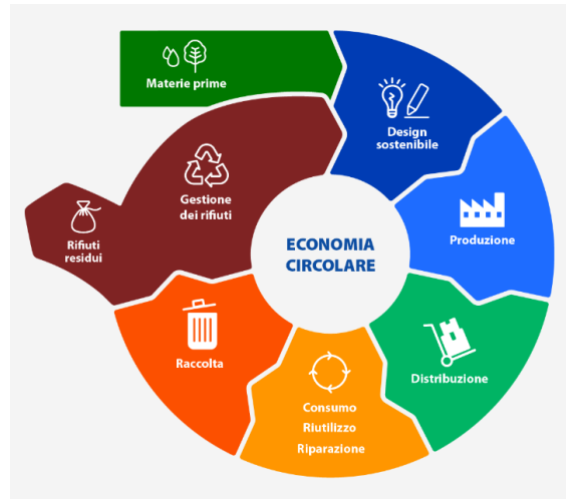 Materie prime
Design
sostenibile
Produzione
Distribuzione
Consumo
Riutilizzo
Riparazione
Raccolta
Gestione
dei rifiuti
Rifiuti
residui
ECONOMIA
CIRCOLARE